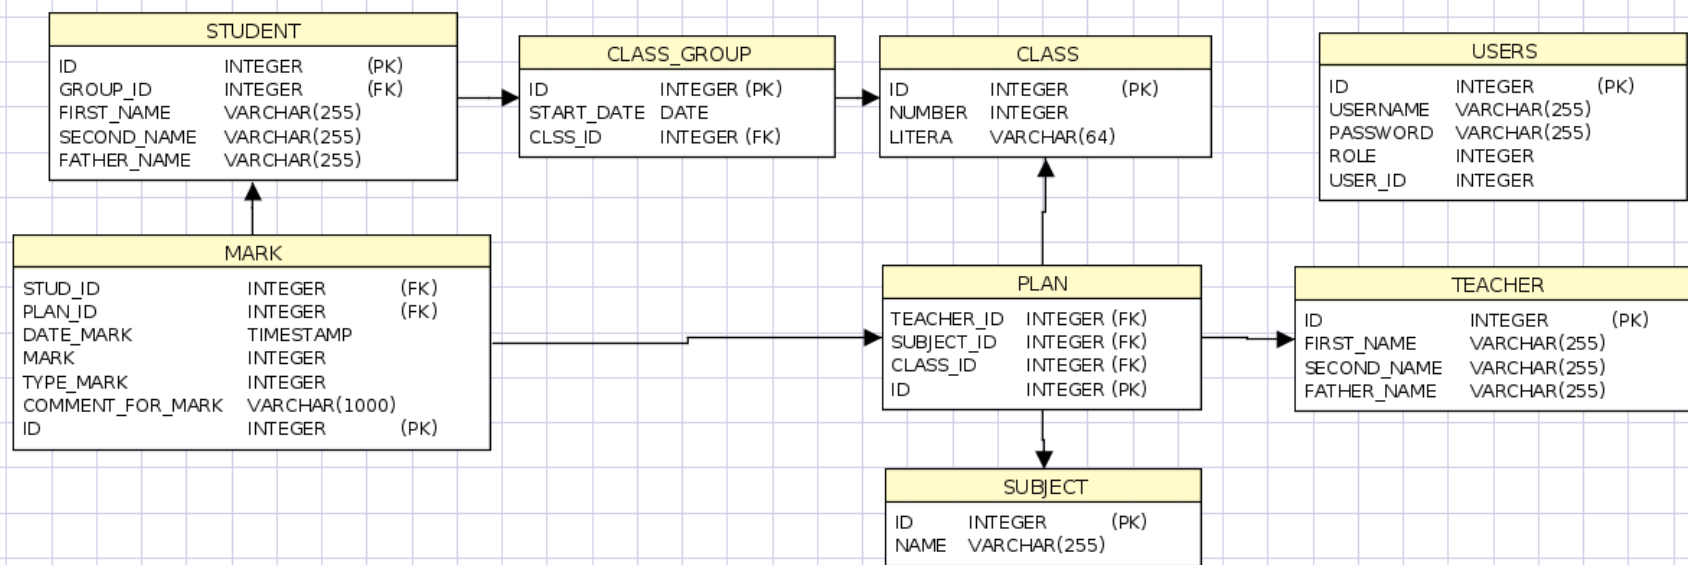 STUDENT
ID INTEGER (PK)
GROUP_ID INTEGER (FK)
FIRST_NAME VARCHAR(255)
SECOND_NAME VARCHAR(255)
FATHER_NAME VARCHAR(255)
CLASS_GROUP
ID INTEGER (PK)
START_DATE DATE
CLSS_ID INTEGER (FK)
CLASS
ID INTEGER (PK)
NUMBER INTEGER
LITERA VARCHAR(64)
USERS
ID INTEGER (PK)
USERNAME VARCHAR(255)
PASSWORD VARCHAR(255)
ROLE INTEGER
USER_ID INTEGER
MARK
STUD_ID INTEGER (FK)
PLAN_ID INTEGER (FK)
DATE_MARK TIMESTAMP
MARK INTEGER
TYPE_MARK INTEGER
COMMENT_FOR_MARK VARCHAR(1000)
ID INTEGER (PK)
PLAN
TEACHER_ID INTEGER (FK)
SUBJECT_ID INTEGER (FK)
CLASS_ID INTEGER (FK)
ID INTEGER (PK)
TEACHER
ID INTEGER (PK)
FIRST_NAME VARCHAR(255)
SECOND_NAME VARCHAR(255)
FATHER_NAME VARCHAR(255)
SUBJECT
ID INTEGER (PK)
NAME VARCHAR(255)